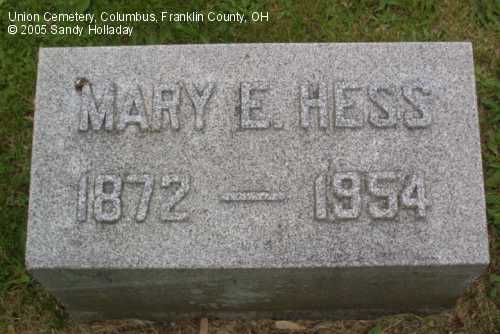 Union Cemetery, Columbus, Franklin County, OH
© 2005 Sandy Holladay
MARY E. HESS
1872 — 1954